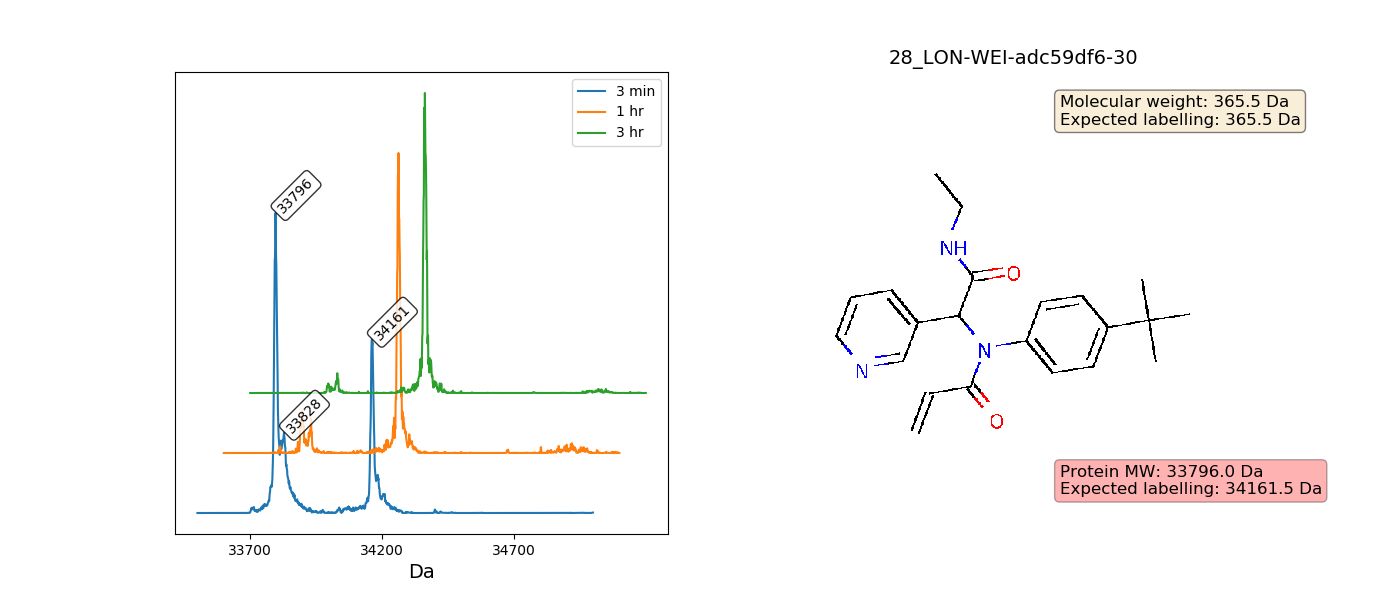 28_LON-WEI-adc59df6-30
3 min
1 hr
3 hr
Molecular weight: 365.5 Da
Expected labelling: 365.5 Da
33796
34161
33828
NH
O
N
N
O
Protein MW: 33796.0 Da
Expected labelling: 34161.5 Da
33700
34200
34700
Da